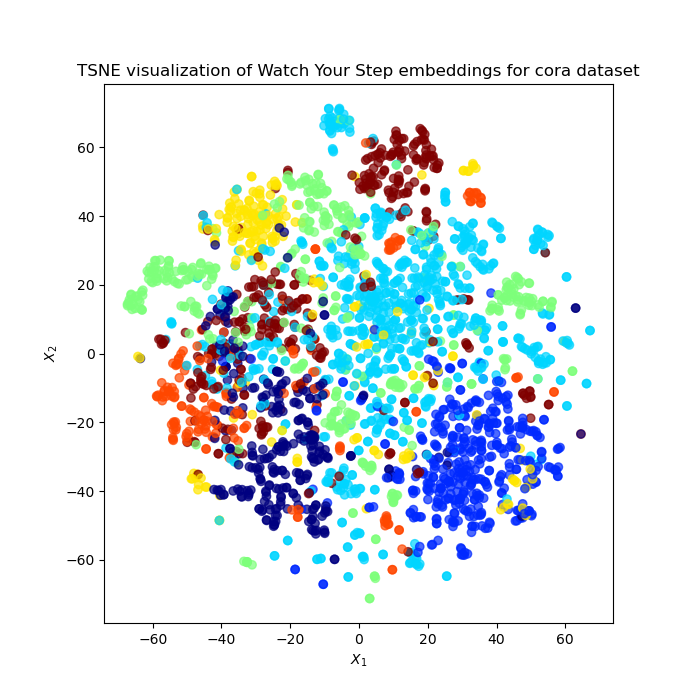 TSNE visualization of Watch Your Step embeddings for cora dataset
60
40
20
0
−20
−40
−60
X2
−60 −40 −20 0 20 40 60
X1